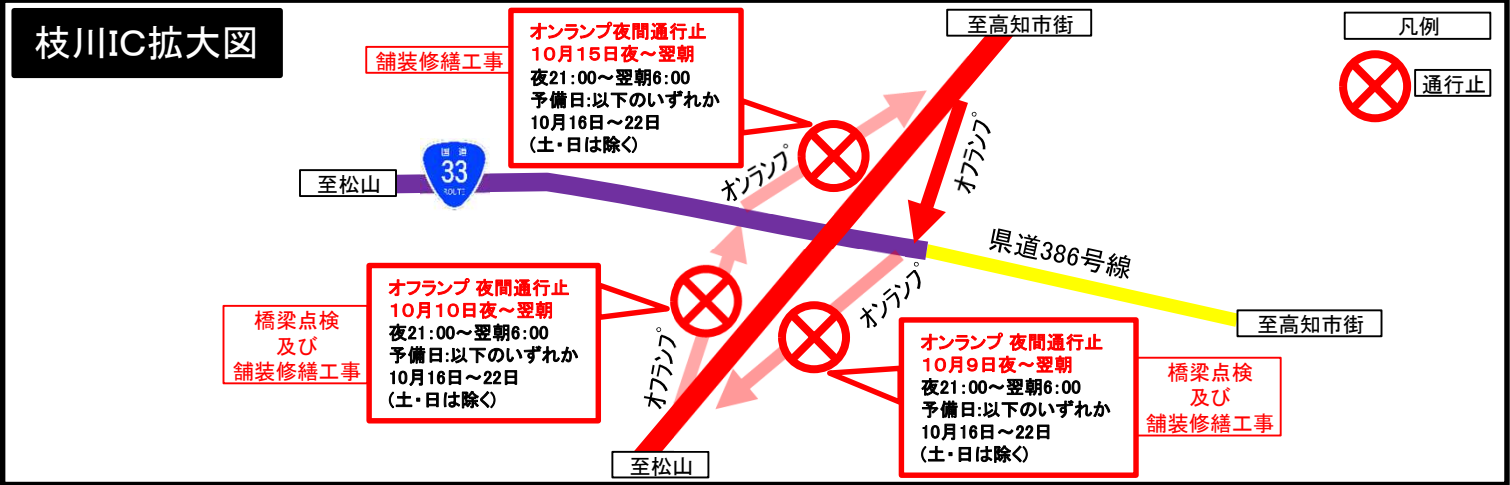 枝川IC拡大図
舗装修繕工事
オンランプ夜間通行止
10月15日夜～翌朝
夜21:00～翌朝6:00
予備日:以下のいずれか
10月16日～22日
(土・日は除く)
至高知市街
凡例
通行止
オンランプ
オフランプ
至松山
国道
33
ROUTE
県道386号線
至高知市街
橋梁点検
及び
舗装修繕工事
オフランプ 夜間通行止
10月10日夜～翌朝
夜21:00～翌朝6:00
予備日:以下のいずれか
10月16日～22日
(土・日は除く)
オフランプ
オンランプ
オンランプ 夜間通行止
10月9日夜～翌朝
夜21:00～翌朝6:00
予備日:以下のいずれか
10月16日～22日
(土・日は除く)
橋梁点検
及び
舗装修繕工事
至松山